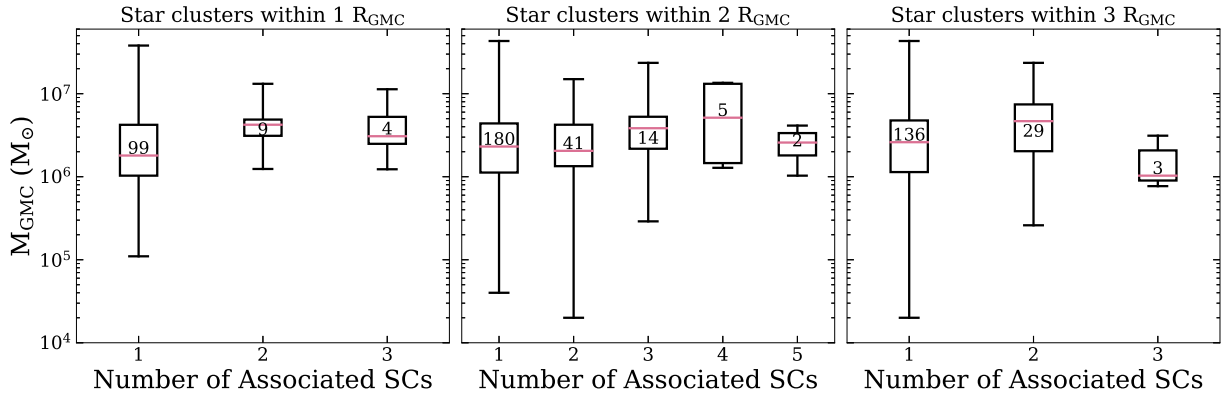 Star clusters within 1 R_GMC
Star clusters within 2 R_GMC
Star clusters within 3 R_GMC
M_GMC (M_⊙)
10^7
10^6
10^5
10^4
99
9
4
180
41
14
5
2
136
29
3
1 2 3
1 2 3 4 5
1 2 3
Number of Associated SCs
Number of Associated SCs
Number of Associated SCs